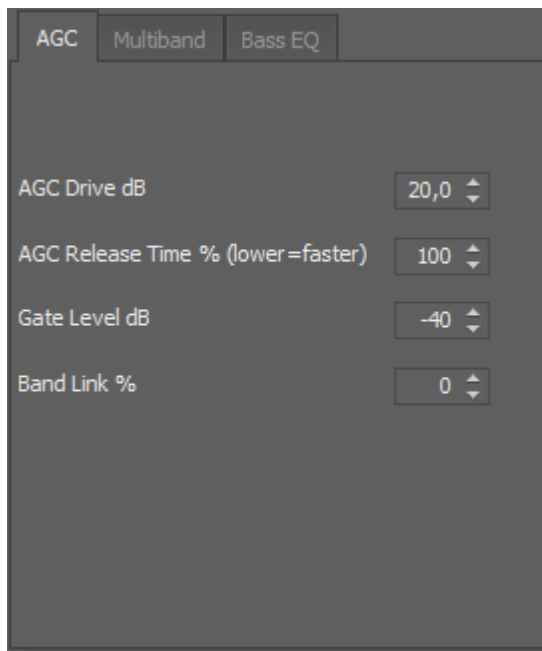 AGC Multiband Bass EQ
AGC Drive dB 20,0
AGC Release Time % (lower=faster) 100
Gate Level dB -40
Band Link % 0